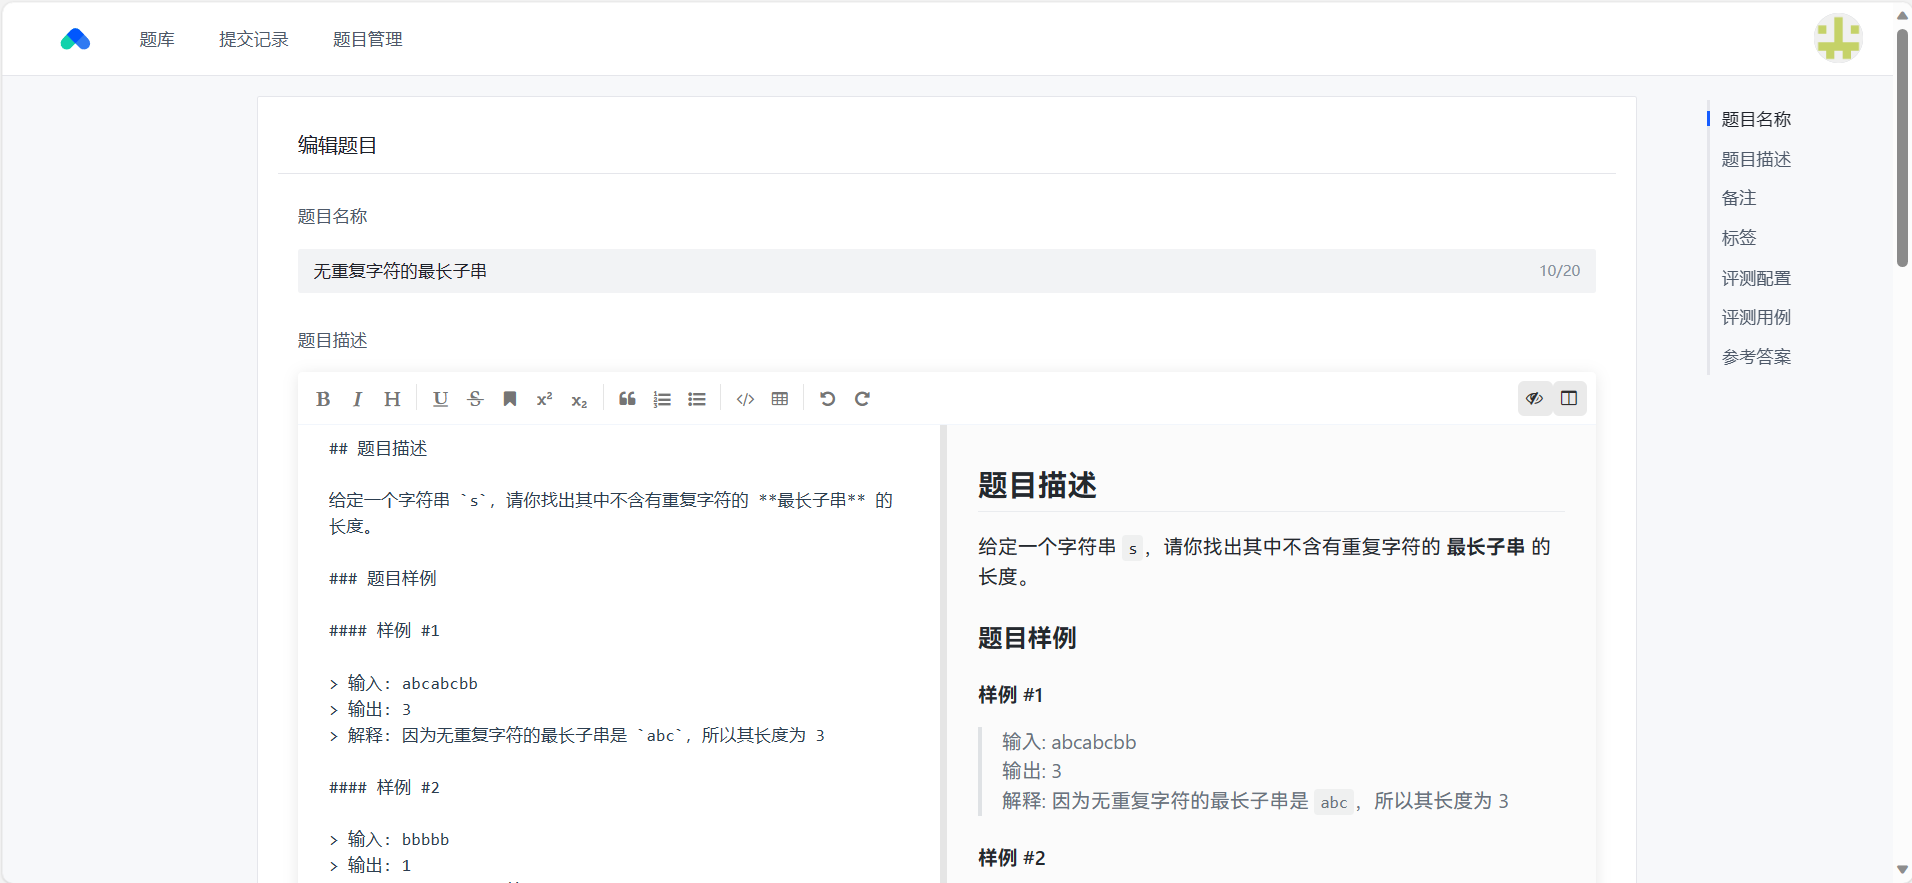 题库 提交记录 题目管理
编辑题目
题目名称
无重复字符的最长子串 10/20
题目描述
B I H U S x² x₂
## 题目描述
给定一个字符串 `s`，请你找出其中不含有重复字符的 **最长子串** 的
长度。
### 题目样例
#### 样例 #1
> 输入: abcabcbb
> 输出: 3
> 解释: 因为无重复字符的最长子串是 `abc`，所以其长度为 3
#### 样例 #2
> 输入: bbbbb
> 输出: 1
题目描述
给定一个字符串 s，请你找出其中不含有重复字符的 最长子串 的
长度。
题目样例
样例 #1
输入: abcabcbb
输出: 3
解释: 因为无重复字符的最长子串是 abc，所以其长度为 3
样例 #2
题目名称
题目描述
备注
标签
评测配置
评测用例
参考答案